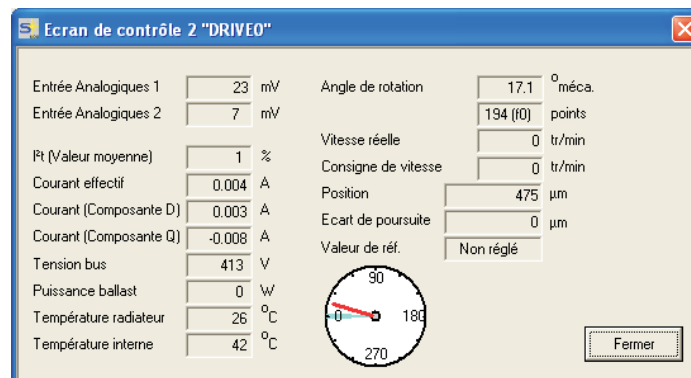 Ecran de contrôle 2 "DRIVE0"
Entrée Analogiques 1 23 mV
Entrée Analogiques 2 7 mV
I²t (Valeur moyenne) 1 %
Courant effectif 0.004 A
Courant (Composante D) 0.003 A
Courant (Composante Q) -0.008 A
Tension bus 413 V
Puissance ballast 0 W
Température radiateur 26 °C
Température interne 42 °C
Angle de rotation 17.1 °méca.
194 (f0) points
Vitesse réelle 0 tr/min
Consigne de vitesse 0 tr/min
Position 475 µm
Ecart de poursuite 0 µm
Valeur de réf. Non réglé
90
0 180
270
Fermer